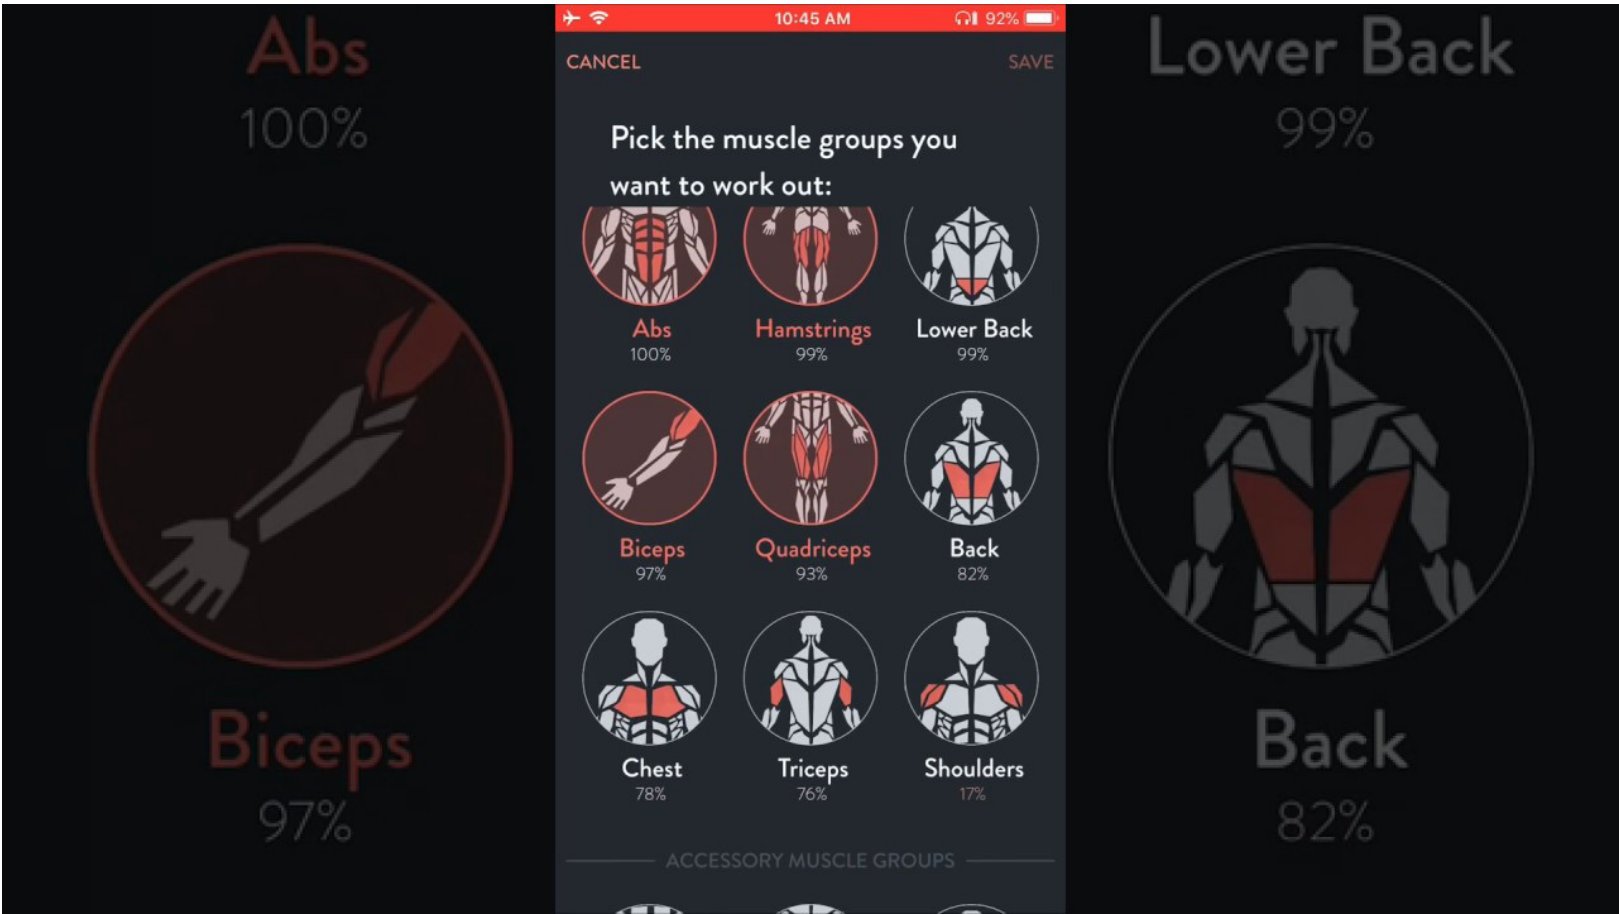 Abs
100%
Biceps
97%
10:45 AM
92%
CANCEL
SAVE
Pick the muscle groups you
want to work out:
Abs
Hamstrings
Lower Back
100%
99%
99%
Biceps
Quadriceps
Back
97%
93%
82%
Chest
Triceps
Shoulders
78%
76%
17%
ACCESSORY MUSCLE GROUPS
Lower Back
99%
Back
82%